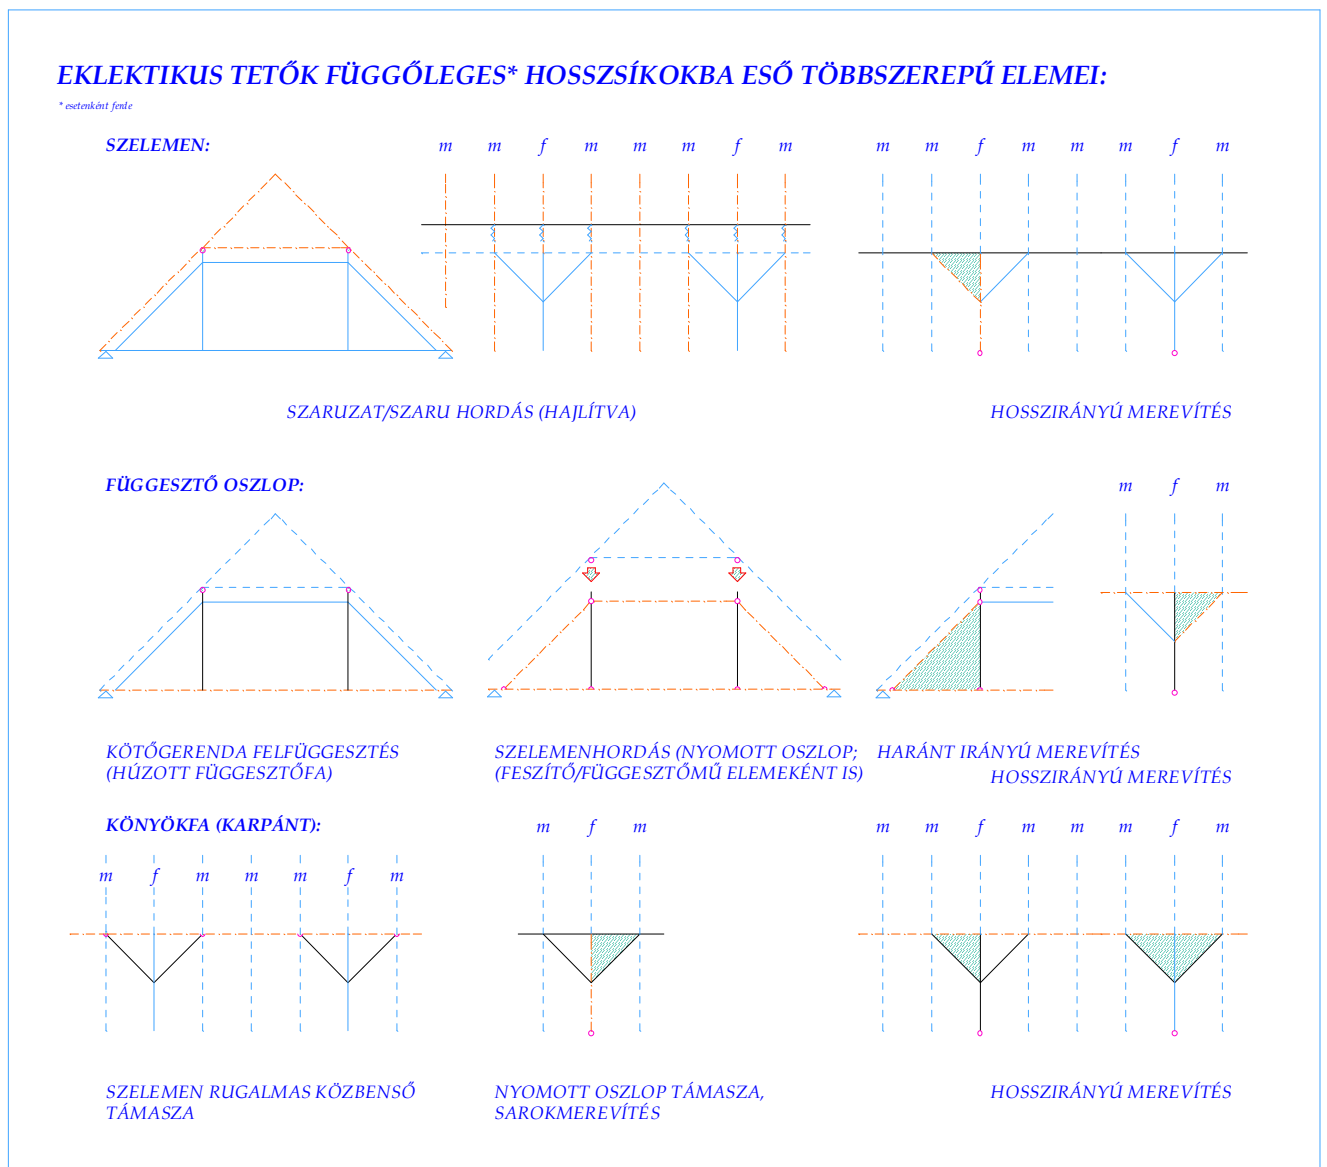 EKLEKTIKUS TETŐK FÜGGŐLEGES* HOSSZSÍKOKBA ESŐ TÖBBSZEREPŰ ELEMEI:
* esetenként ferde
SZELEMEN:
m m f m m m f m
m m f m m m f m
SZARUZAT/SZARU HORDÁS (HAJLÍTVA)
HOSSZIRÁNYÚ MEREVÍTÉS
FÜGGESZTŐ OSZLOP:
m f m
KÖTŐGERENDA FELFÜGGESZTÉS
(HÚZOTT FÜGGESZTŐFA)
SZELEMENHORDÁS (NYOMOTT OSZLOP;
(FESZÍTŐ/FÜGGESZTŐMŰ ELEMEKÉNT IS)
HARÁNT IRÁNYÚ MEREVÍTÉS
HOSSZIRÁNYÚ MEREVÍTÉS
KÖNYÖKFA (KARPÁNT):
m f m m m f m
m f m
m m f m m m f m
SZELEMEN RUGALMAS KÖZBENSŐ
TÁMASZA
NYOMOTT OSZLOP TÁMASZA,
SAROKMEREVÍTÉS
HOSSZIRÁNYÚ MEREVÍTÉS